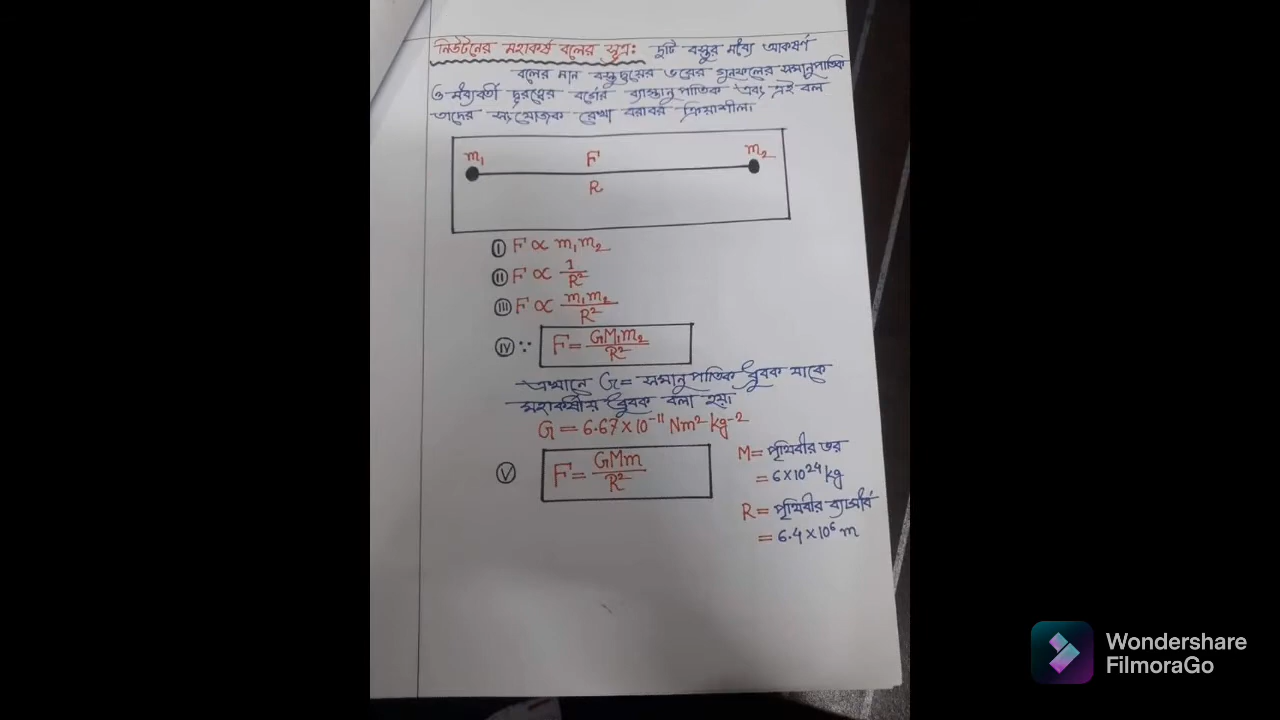 নিউটনের মহাকর্ষ বলের সূত্র: দুটি বস্তুর মধ্যে আকর্ষণ
বলের মান বস্তুদ্বয়ের ভরের গুনফলের সমানুপাতিক
ও মধ্যবর্তী দূরত্বের বর্গের ব্যাস্তানুপাতিক এবং এই বল
তাদের সংযোজক রেখা বরাবর ক্রিয়াশীল।
m₁ F m₂
R
I F ∝ m₁m₂
II F ∝ 1/R²
III F ∝ m₁m₂/R²
IV ∵ F = GM₁m₂/R²
এখানে G = সমানুপাতিক ধ্রুবক যাকে
মহাকর্ষীয় ধ্রুবক বলা হয়।
G = 6.67×10⁻¹¹ Nm² kg⁻²
V F = GMm/R²
M = পৃথিবীর ভর
= 6×10²⁴ kg
R = পৃথিবীর ব্যাসার্ধ
= 6.4×10⁶ m
Wondershare
FilmoraGo